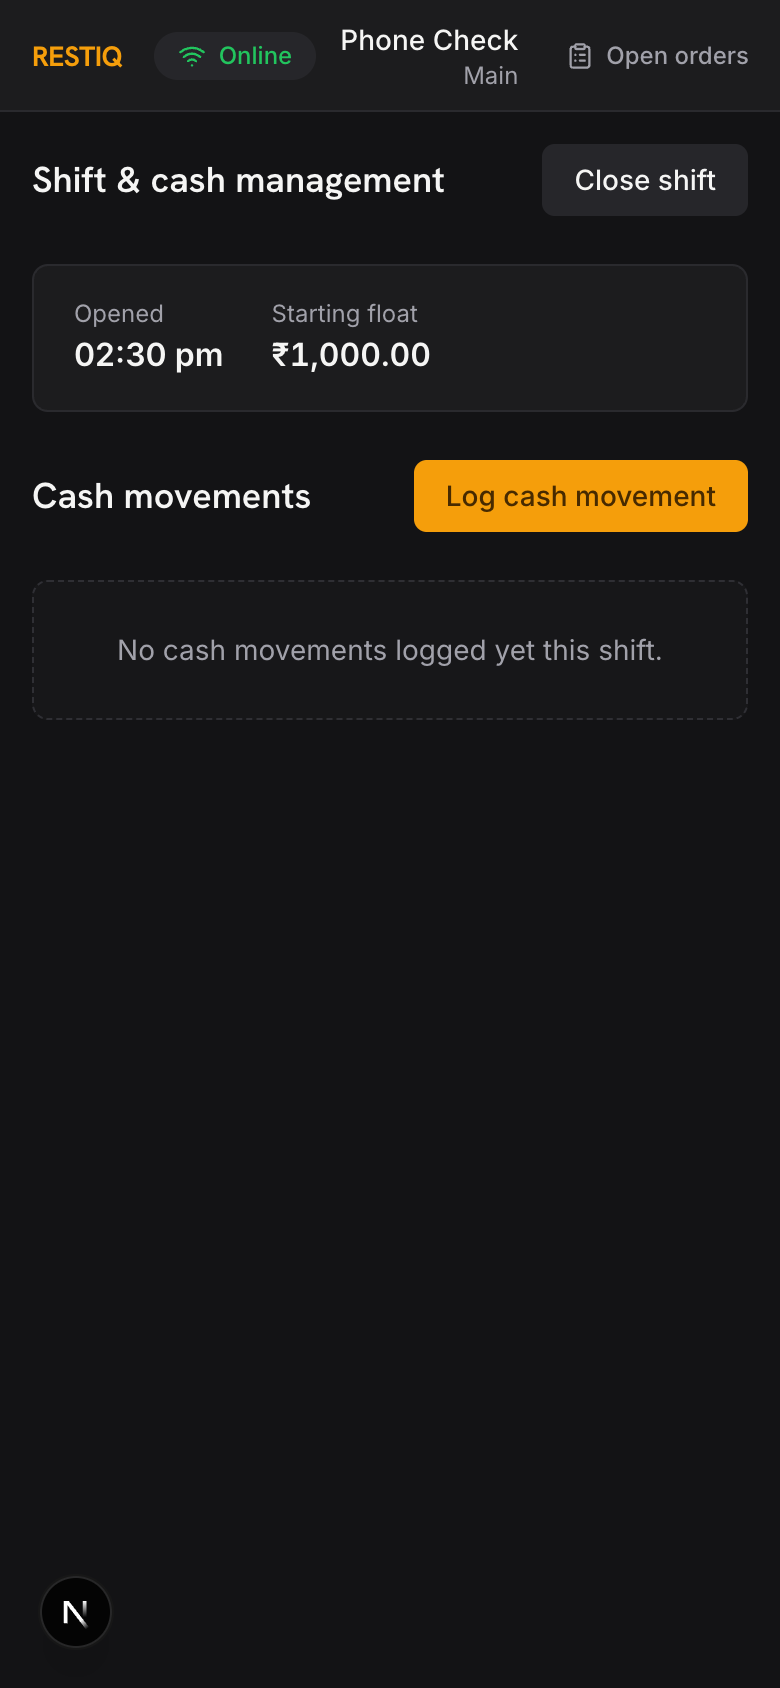 RESTIQ
Online
Phone Check
Main
Open orders
Shift & cash management
Close shift
Opened
02:30 pm
Starting float
₹1,000.00
Cash movements
Log cash movement
No cash movements logged yet this shift.
N